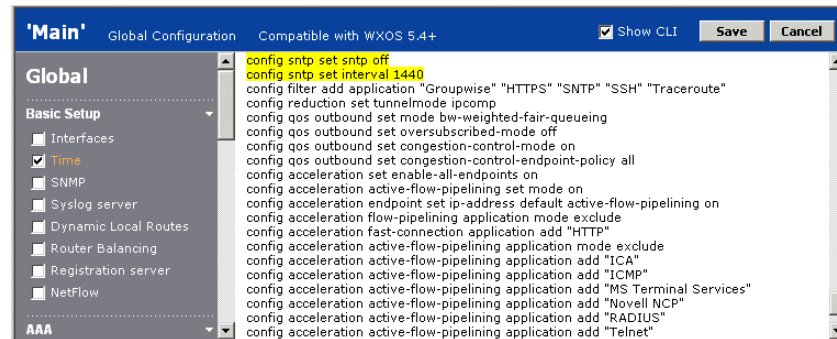 'Main' Global Configuration Compatible with WXOS 5.4+ Show CLI Save Cancel
Global
Basic Setup
Interfaces
Time
SNMP
Syslog server
Dynamic Local Routes
Router Balancing
Registration server
NetFlow
AAA
config sntp set sntp off
config sntp set interval 1440
config filter add application "Groupwise" "HTTPS" "SNTP" "SSH" "Traceroute"
config reduction set tunnelmode ipcomp
config qos outbound set mode bw-weighted-fair-queueing
config qos outbound set oversubscribed-mode off
config qos outbound set congestion-control-mode on
config qos outbound set congestion-control-endpoint-policy all
config acceleration set enable-all-endpoints on
config acceleration active-flow-pipelining set mode on
config acceleration endpoint set ip-address default active-flow-pipelining on
config acceleration flow-pipelining application mode exclude
config acceleration fast-connection application add "HTTP"
config acceleration active-flow-pipelining application mode exclude
config acceleration active-flow-pipelining application add "ICA"
config acceleration active-flow-pipelining application add "ICMP"
config acceleration active-flow-pipelining application add "MS Terminal Services"
config acceleration active-flow-pipelining application add "Novell NCP"
config acceleration active-flow-pipelining application add "RADIUS"
config acceleration active-flow-pipelining application add "Telnet"